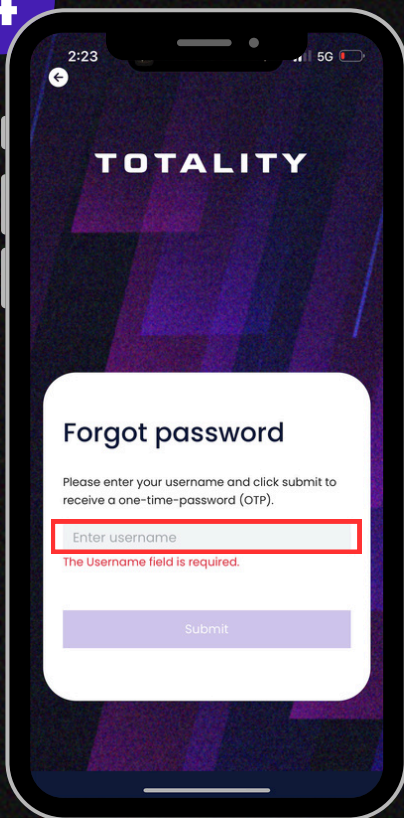 2:23
5G
TOTALITY
Forgot password
Please enter your username and click submit to
receive a one-time-password (OTP).
Enter username
The Username field is required.
Submit